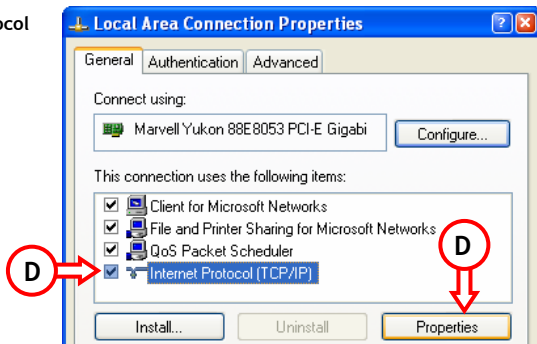 ocol
Local Area Connection Properties
General Authentication Advanced
Connect using:
Marvell Yukon 88E8053 PCI-E Gigabi Configure...
This connection uses the following items:
Client for Microsoft Networks
File and Printer Sharing for Microsoft Networks
QoS Packet Scheduler D
D Internet Protocol (TCP/IP)
Install... Uninstall Properties